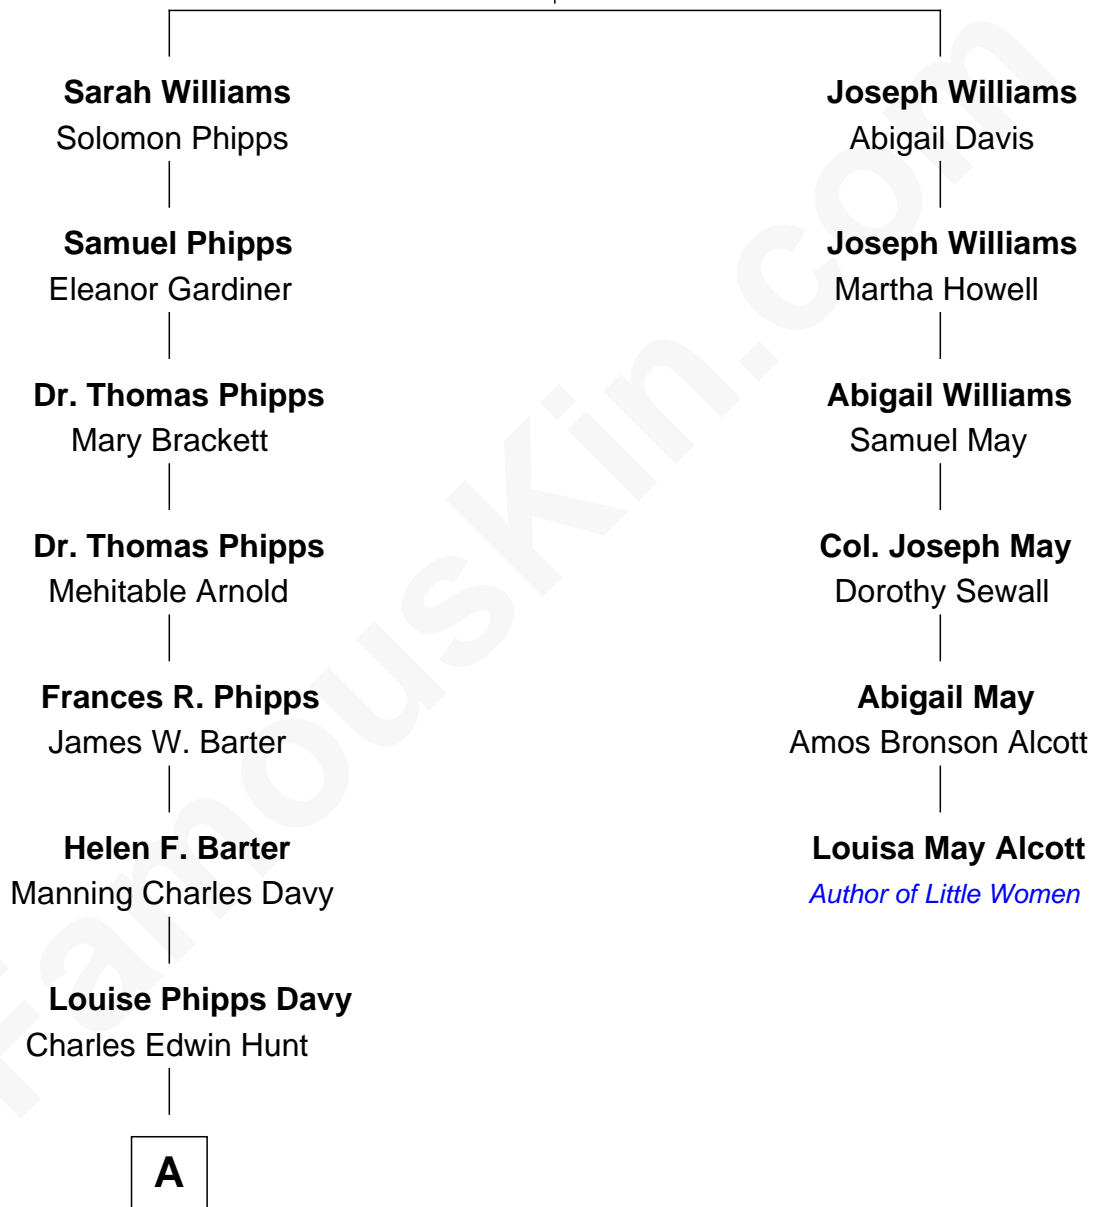 Sarah Williams
Solomon Phipps
Samuel Phipps
Eleanor Gardiner
Dr. Thomas Phipps
Mary Brackett
Dr. Thomas Phipps
Mehitable Arnold
Frances R. Phipps
James W. Barter
Helen F. Barter
Manning Charles Davy
Louise Phipps Davy
Charles Edwin Hunt
A
Joseph Williams
Abigail Davis
Joseph Williams
Martha Howell
Abigail Williams
Samuel May
Col. Joseph May
Dorothy Sewall
Abigail May
Amos Bronson Alcott
Louisa May Alcott
Author of Little Women
FamousKin.com